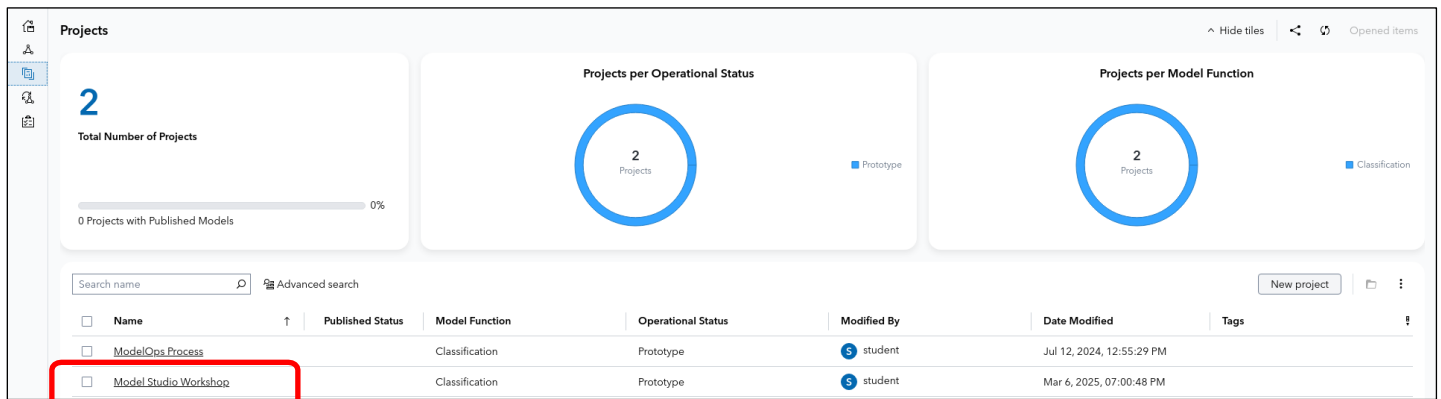 Projects
Hide tiles
Opened items
2
Total Number of Projects
0%
0 Projects with Published Models
Projects per Operational Status
2
Projects
Prototype
Projects per Model Function
2
Projects
Classification
Search name
Advanced search
New project
Name ↑ Published Status Model Function Operational Status Modified By Date Modified Tags
ModelOps Process Classification Prototype S student Jul 12, 2024, 12:55:29 PM
Model Studio Workshop Classification Prototype S student Mar 6, 2025, 07:00:48 PM